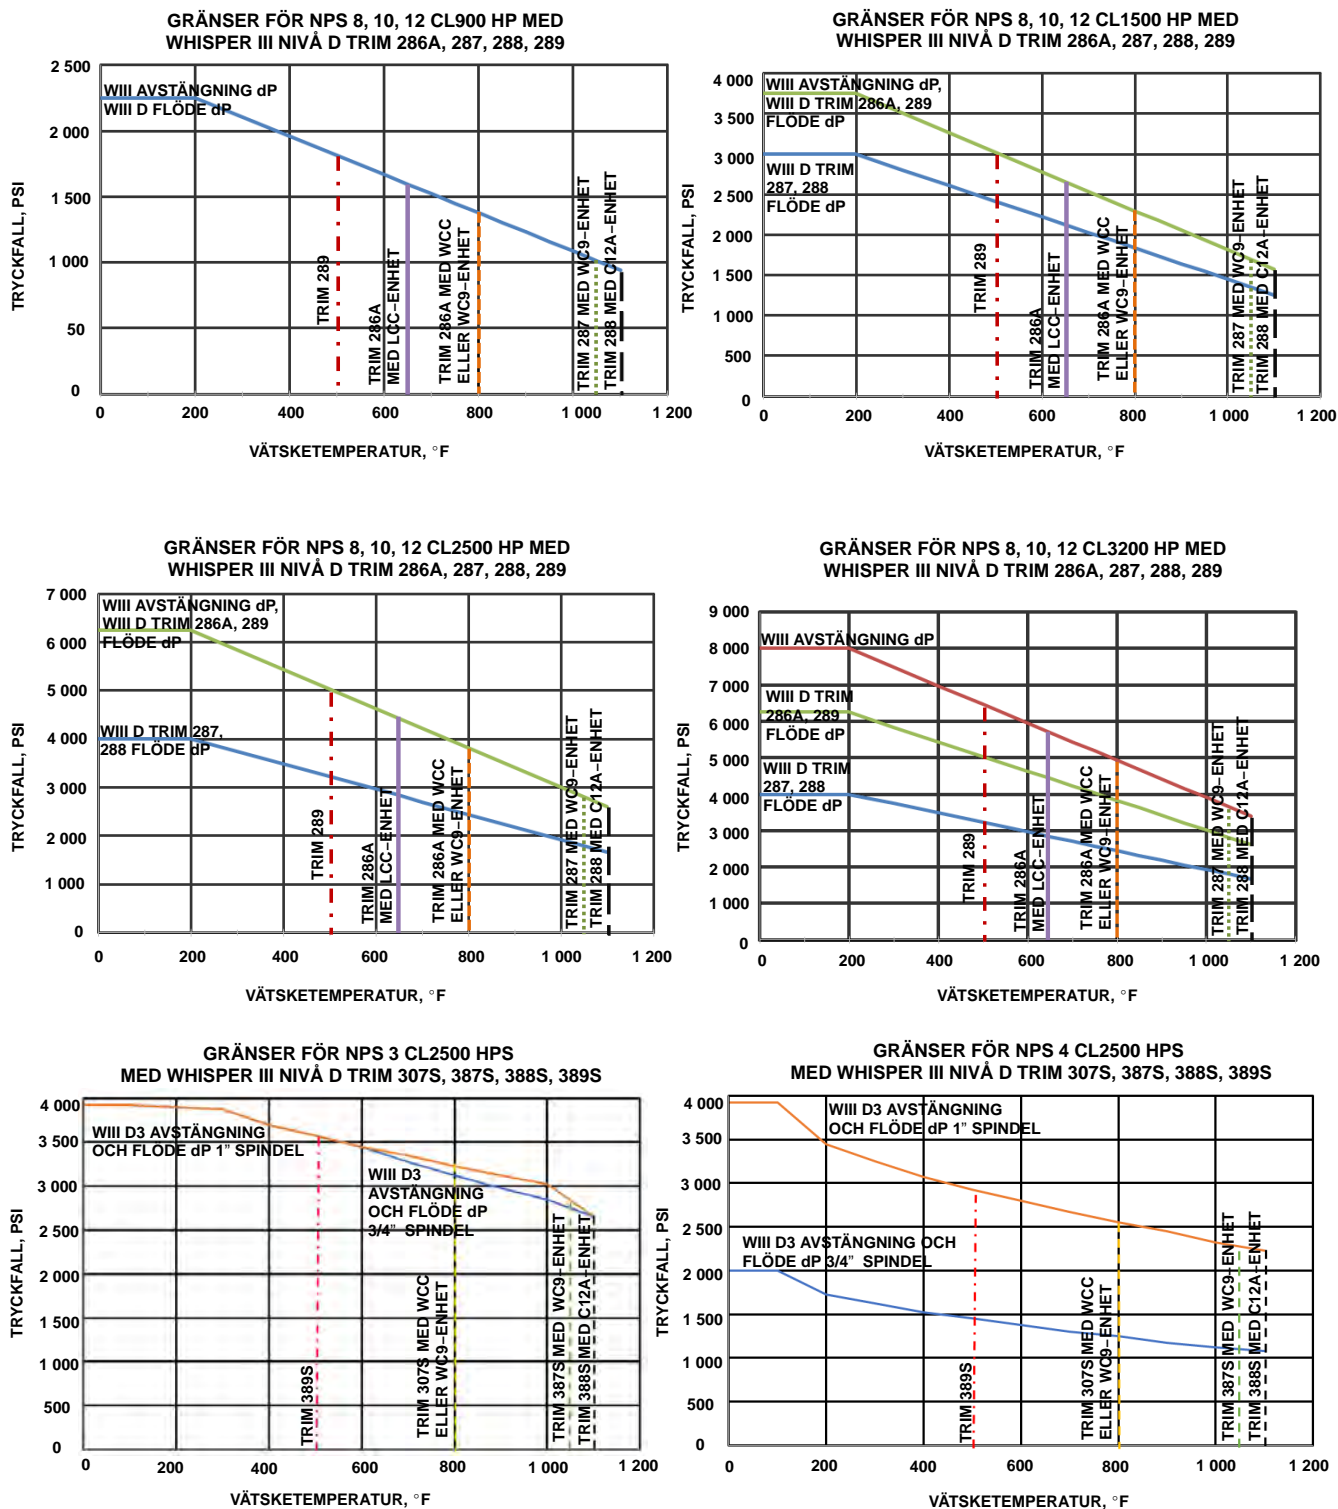 GRÄNSER FÖR NPS 8, 10, 12 CL900 HP MED
WHISPER III NIVÅ D TRIM 286A, 287, 288, 289
TRYCKFALL, PSI
2 500
2 000
1 500
1 000
50
0
WIII AVSTÄNGNING dP
WIII D FLÖDE dP
TRIM 289
TRIM 286A
MED LCC–ENHET
TRIM 286A MED WCC
ELLER WC9–ENHET
TRIM 287 MED WC9–ENHET
TRIM 288 MED C12A–ENHET
0 200 400 600 800 1 000 1 200
VÄTSKETEMPERATUR, °F
GRÄNSER FÖR NPS 8, 10, 12 CL1500 HP MED
WHISPER III NIVÅ D TRIM 286A, 287, 288, 289
TRYCKFALL, PSI
4 000
3 500
3 000
2 500
2 000
1 500
1 000
500
0
WIII AVSTÄNGNING dP,
WIII D TRIM 286A, 289
FLÖDE dP
WIII D TRIM
287, 288
FLÖDE dP
TRIM 289
TRIM 286A
MED LCC–ENHET
TRIM 286A MED WCC
ELLER WC9–ENHET
TRIM 287 MED WC9–ENHET
TRIM 288 MED C12A–ENHET
0 200 400 600 800 1 000 1 200
VÄTSKETEMPERATUR, °F
GRÄNSER FÖR NPS 8, 10, 12 CL2500 HP MED
WHISPER III NIVÅ D TRIM 286A, 287, 288, 289
TRYCKFALL, PSI
7 000
6 000
5 000
4 000
3 000
2 000
1 000
0
WIII AVSTÄNGNING dP,
WIII D TRIM 286A, 289
FLÖDE dP
WIII D TRIM 287,
288 FLÖDE dP
TRIM 289
TRIM 286A
MED LCC–ENHET
TRIM 286A MED WCC
ELLER WC9–ENHET
TRIM 287 MED WC9–ENHET
TRIM 288 MED C12A–ENHET
0 200 400 600 800 1 000 1 200
VÄTSKETEMPERATUR, °F
GRÄNSER FÖR NPS 8, 10, 12 CL3200 HP MED
WHISPER III NIVÅ D TRIM 286A, 287, 288, 289
TRYCKFALL, PSI
9 000
8 000
7 000
6 000
5 000
4 000
3 000
2 000
1 000
0
WIII AVSTÄNGNING dP
WIII D TRIM
286A, 289
FLÖDE dP
WIII D TRIM
287, 288
FLÖDE dP
TRIM 289
TRIM 286A
MED LCC–ENHET
TRIM 286A MED WCC
ELLER WC9–ENHET
TRIM 287 MED WC9–ENHET
TRIM 288 MED C12A–ENHET
0 200 400 600 800 1 000 1 200
VÄTSKETEMPERATUR, °F
GRÄNSER FÖR NPS 3 CL2500 HPS
MED WHISPER III NIVÅ D TRIM 307S, 387S, 388S, 389S
TRYCKFALL, PSI
4 000
3 500
3 000
2 500
2 000
1 500
1 000
500
0
WIII D3 AVSTÄNGNING
OCH FLÖDE dP 1” SPINDEL
WIII D3
AVSTÄNGNING
OCH FLÖDE dP
3/4” SPINDEL
TRIM 389S
TRIM 307S MED WCC
ELLER WC9–ENHET
TRIM 387S MED WC9–ENHET
TRIM 388S MED C12A–ENHET
0 200 400 600 800 1 000 1 200
VÄTSKETEMPERATUR, °F
GRÄNSER FÖR NPS 4 CL2500 HPS
MED WHISPER III NIVÅ D TRIM 307S, 387S, 388S, 389S
TRYCKFALL, PSI
4 000
3 500
3 000
2 500
2 000
1 500
1 000
500
0
WIII D3 AVSTÄNGNING
OCH FLÖDE dP 1” SPINDEL
WIII D3 AVSTÄNGNING OCH
FLÖDE dP 3/4” SPINDEL
TRIM 389S
TRIM 307S MED WCC
ELLER WC9–ENHET
TRIM 387S MED WC9–ENHET
TRIM 388S MED C12A–ENHET
0 200 400 600 800 1 000 1 200
VÄTSKETEMPERATUR, °F